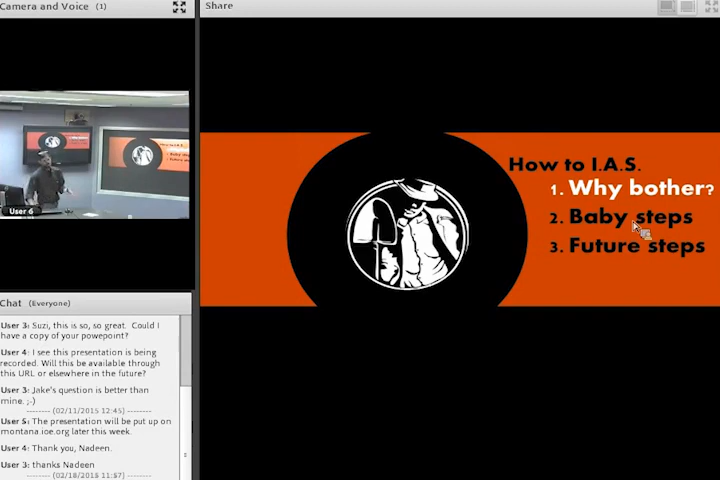 Camera and Voice (1)
Share
User 6
How to I.A.S.
1. Why bother?
2. Baby steps
3. Future steps
Chat (Everyone)
User 3: Suzi, this is so, so great. Could I
have a copy of your powepoint?
User 4: I see this presentation is being
recorded. Will this be available through
this URL or elsewhere in the future?
User 3: Jake's question is better than
mine. ;-)
-------- (02/11/2015 12:45) --------
User 5: The presentation will be put up on
montana.ioe.org later this week.
User 4: Thank you, Nadeen.
User 3: thanks Nadeen
-------- (02/18/2015 11:57) --------